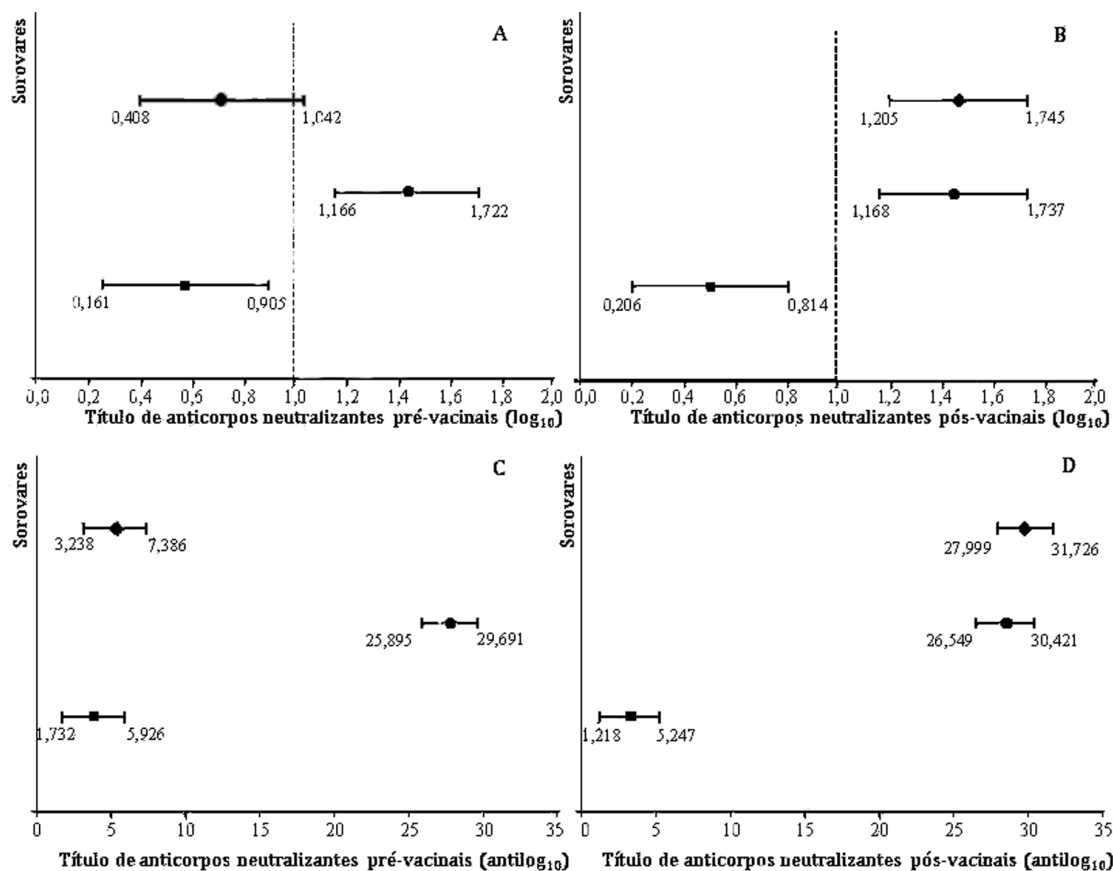 Sorovares
A
0,408 1,042
1,166 1,722
0,161 0,905
0,0 0,2 0,4 0,6 0,8 1,0 1,2 1,4 1,6 1,8 2,0
Título de anticorpos neutralizantes pré-vacinais (log10)
Sorovares
B
1,205 1,745
1,168 1,737
0,206 0,814
0,0 0,2 0,4 0,6 0,8 1,0 1,2 1,4 1,6 1,8 2,0
Título de anticorpos neutralizantes pós-vacinais (log10)
Sorovares
C
3,238 7,386
25,895 29,691
1,732 5,926
0 5 10 15 20 25 30 35
Título de anticorpos neutralizantes pré-vacinais (antilog10)
Sorovares
D
27,999 31,726
26,549 30,421
1,218 5,247
0 5 10 15 20 25 30 35
Título de anticorpos neutralizantes pós-vacinais (antilog10)